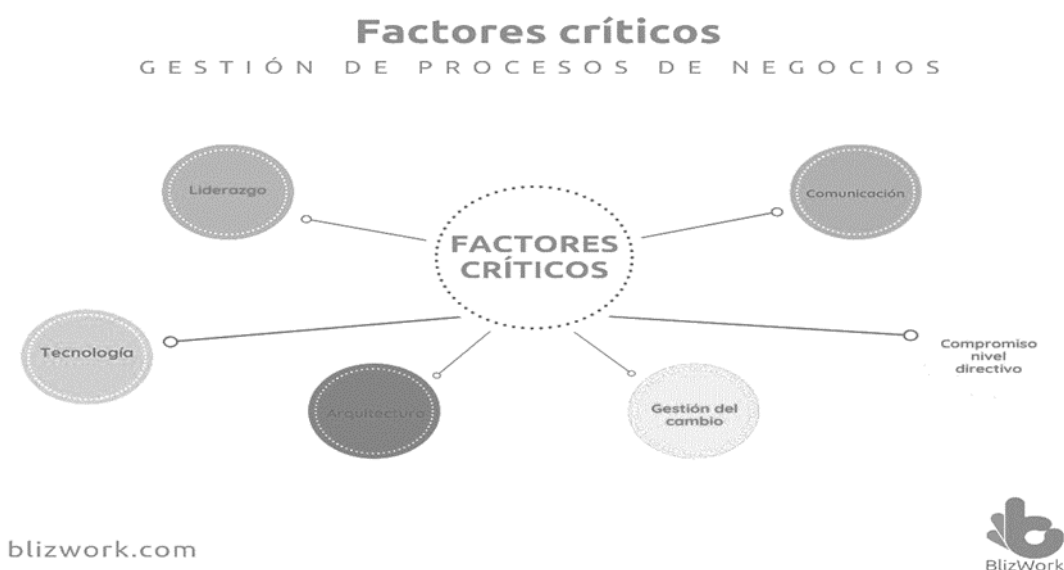 Factores críticos
GESTIÓN DE PROCESOS DE NEGOCIOS
Liderazgo
Comunicación
FACTORES
CRÍTICOS
Tecnología
Compromiso
nivel
directivo
Arquitectura
Gestión del
cambio
blizwork.com
BlizWork